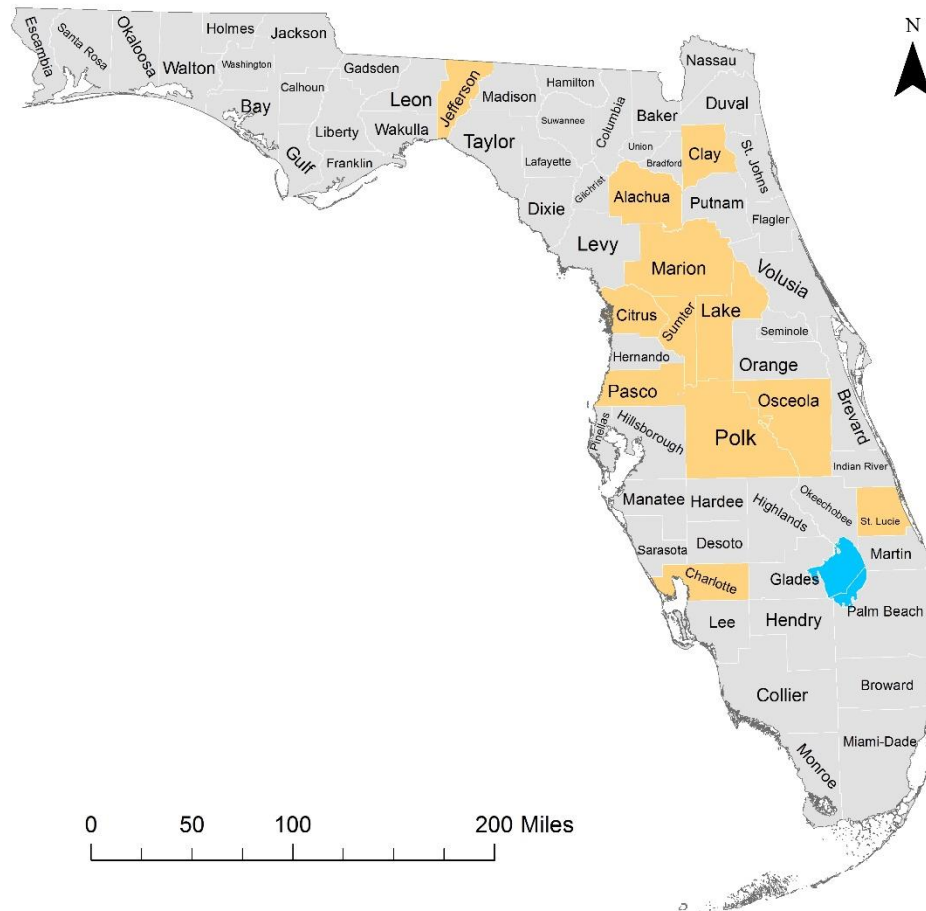 N
Escambia
Santa Rosa
Okaloosa
Walton
Holmes
Washington
Jackson
Bay
Calhoun
Gulf
Liberty
Gadsden
Franklin
Leon
Wakulla
Jefferson
Madison
Taylor
Hamilton
Suwannee
Lafayette
Dixie
Columbia
Gilchrist
Levy
Baker
Union
Bradford
Nassau
Duval
Clay
St. Johns
Alachua
Putnam
Flagler
Marion
Volusia
Citrus
Sumter
Lake
Seminole
Hernando
Orange
Pasco
Osceola
Brevard
Pinellas
Hillsborough
Polk
Indian River
Manatee
Hardee
Highlands
Okeechobee
St. Lucie
Sarasota
Desoto
Martin
Charlotte
Glades
Palm Beach
Lee
Hendry
Collier
Broward
Miami-Dade
Monroe
0 50 100 200 Miles